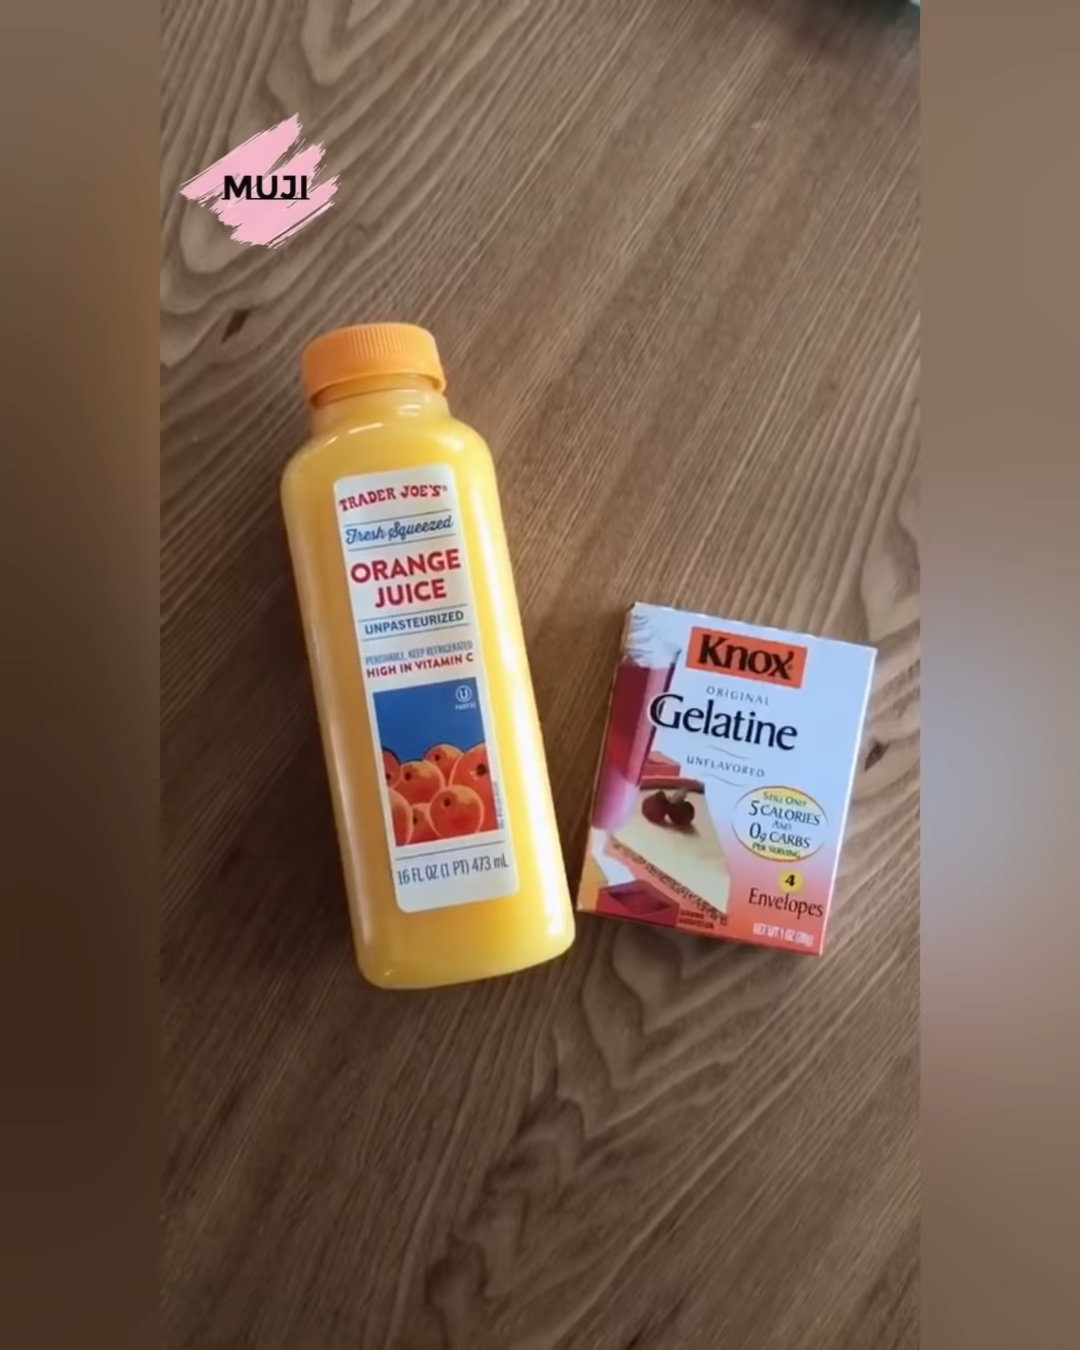 MUJI
TRADER JOE'S
Fresh Squeezed
ORANGE
JUICE
UNPASTEURIZED
PERISHABLE, KEEP REFRIGERATED
HIGH IN VITAMIN C
U
16 FL OZ (1 PT) 473 mL
KNOX
ORIGINAL
Gelatine
UNFLAVORED
STILL ONLY
5 CALORIES
AND
0g CARBS
PER SERVING
4
Envelopes
NET WT 1 OZ (28g)